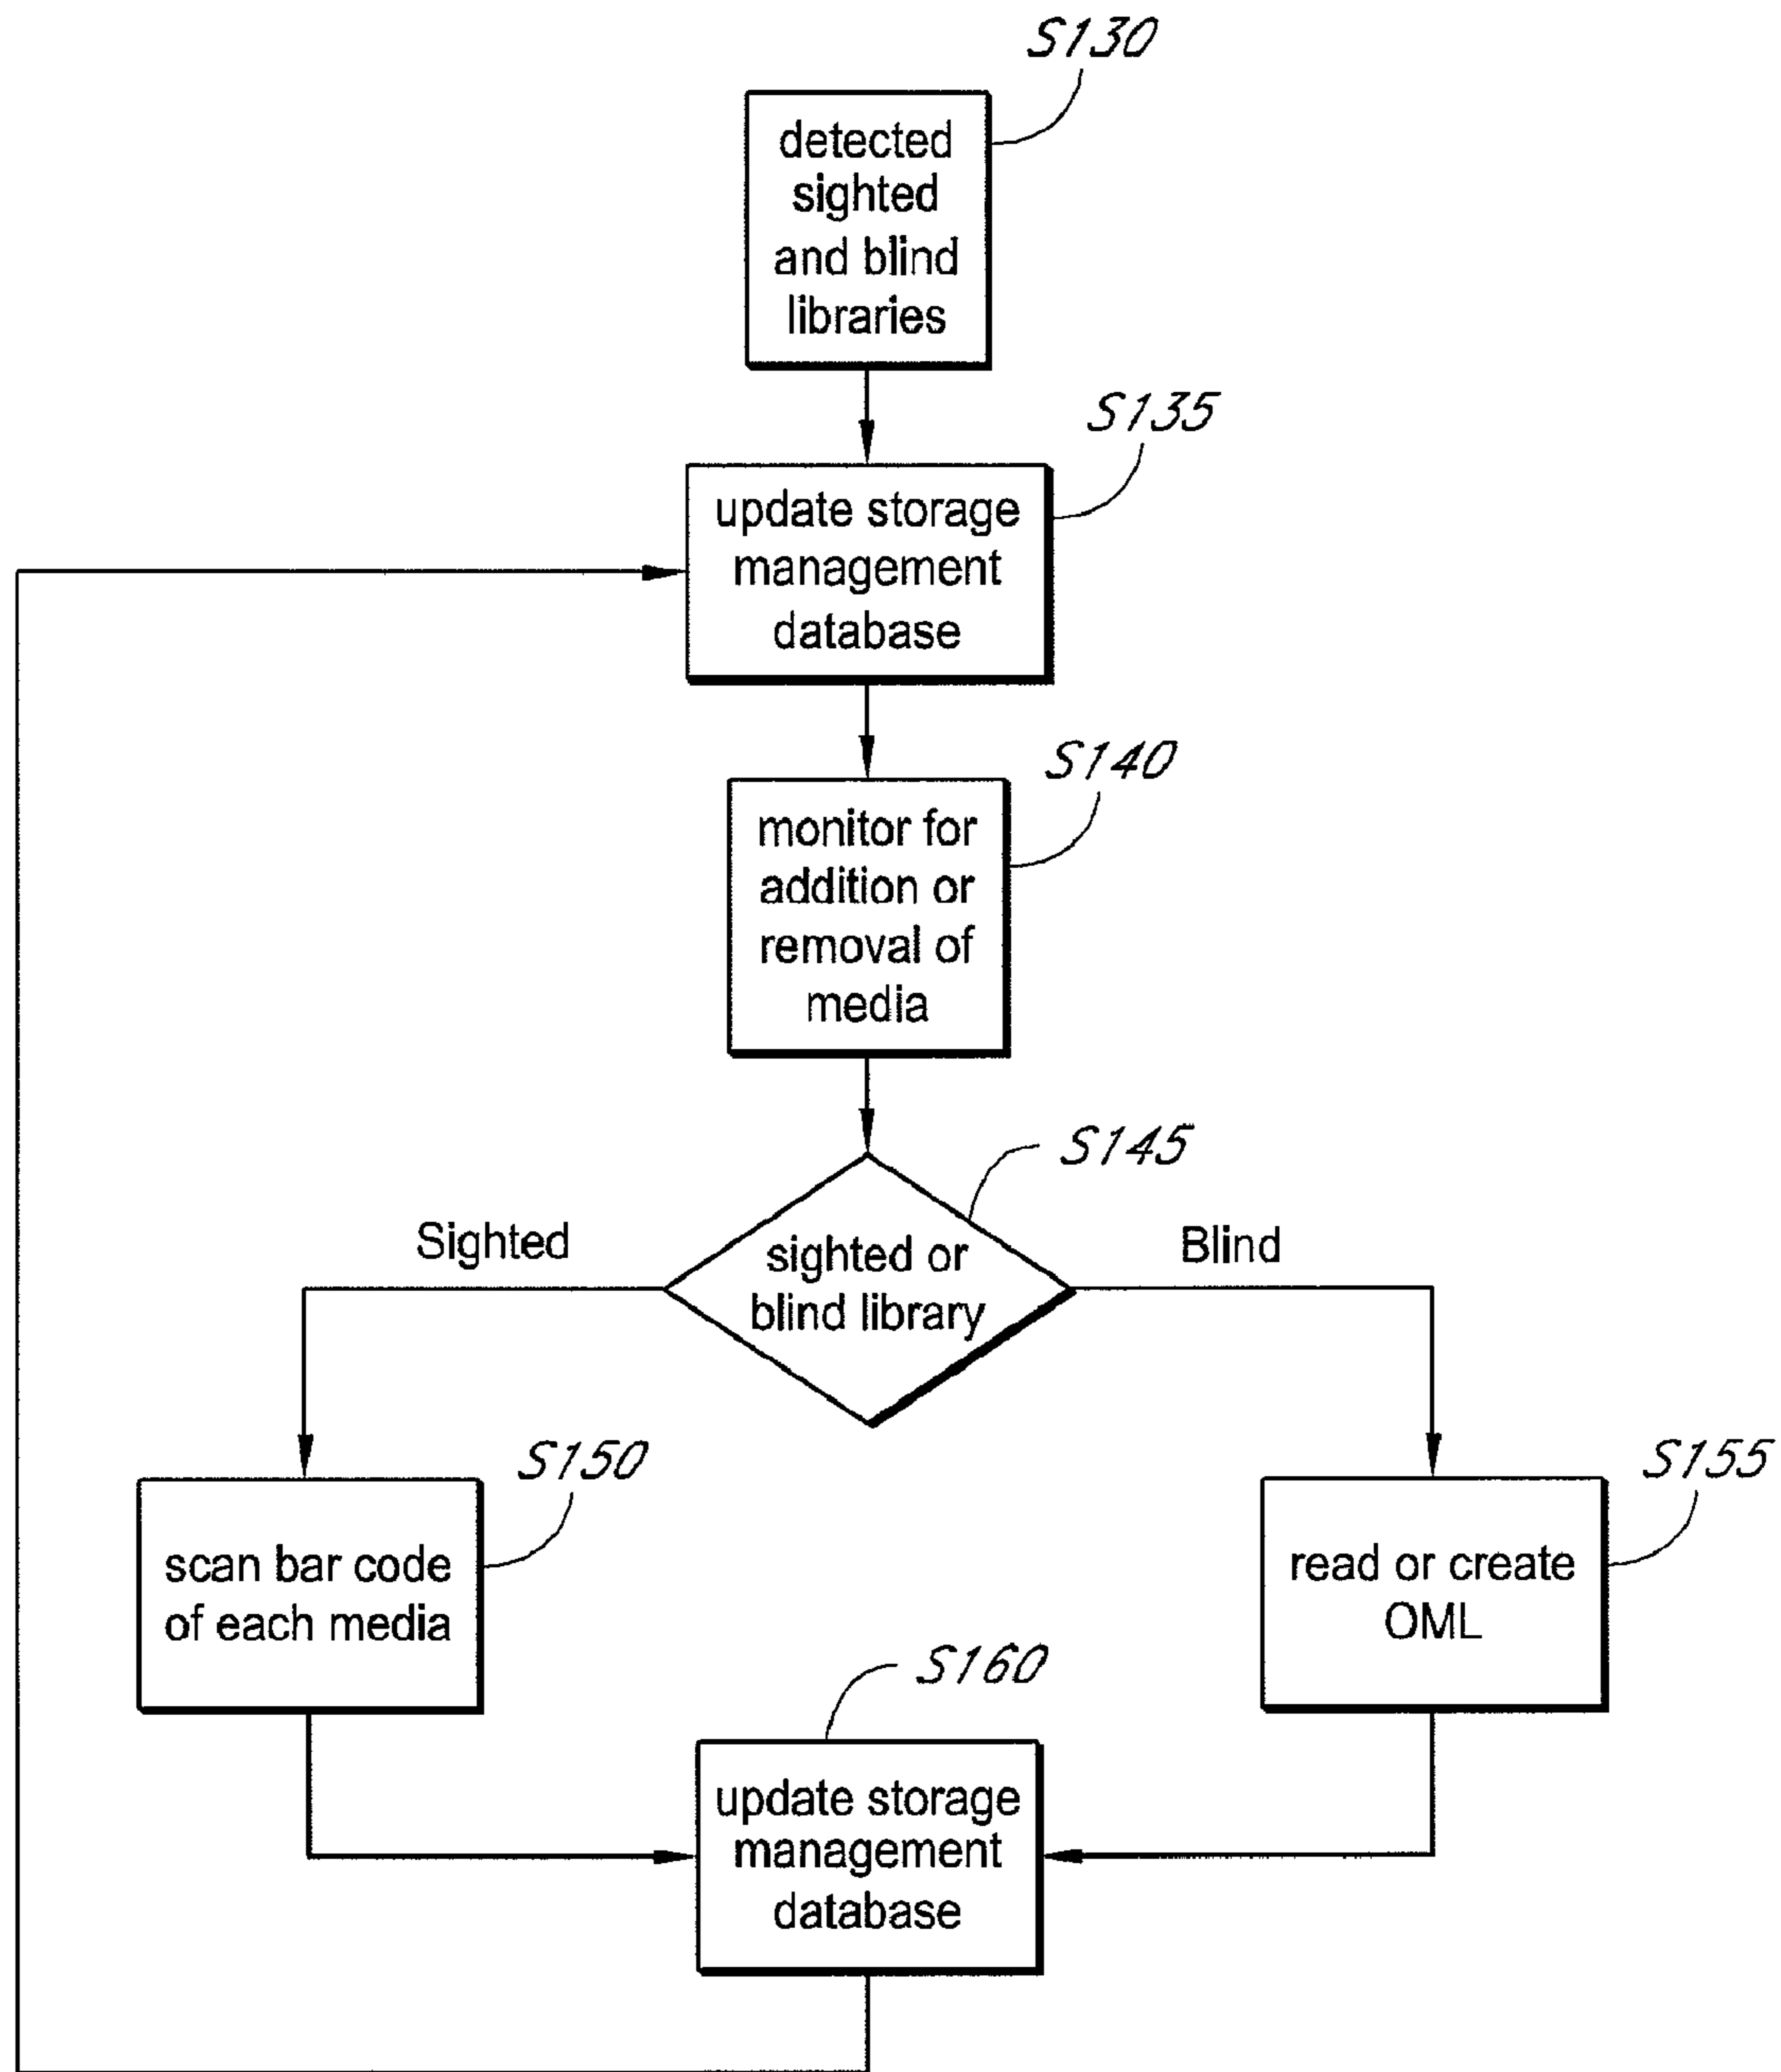 S130
detected
sighted
and blind
libraries
S135
update storage
management
database
S140
monitor for
addition or
removal of
media
S145
Sighted
sighted or
blind library
Blind
S150
scan bar code
of each media
S155
read or create
OML
S160
update storage
management
database